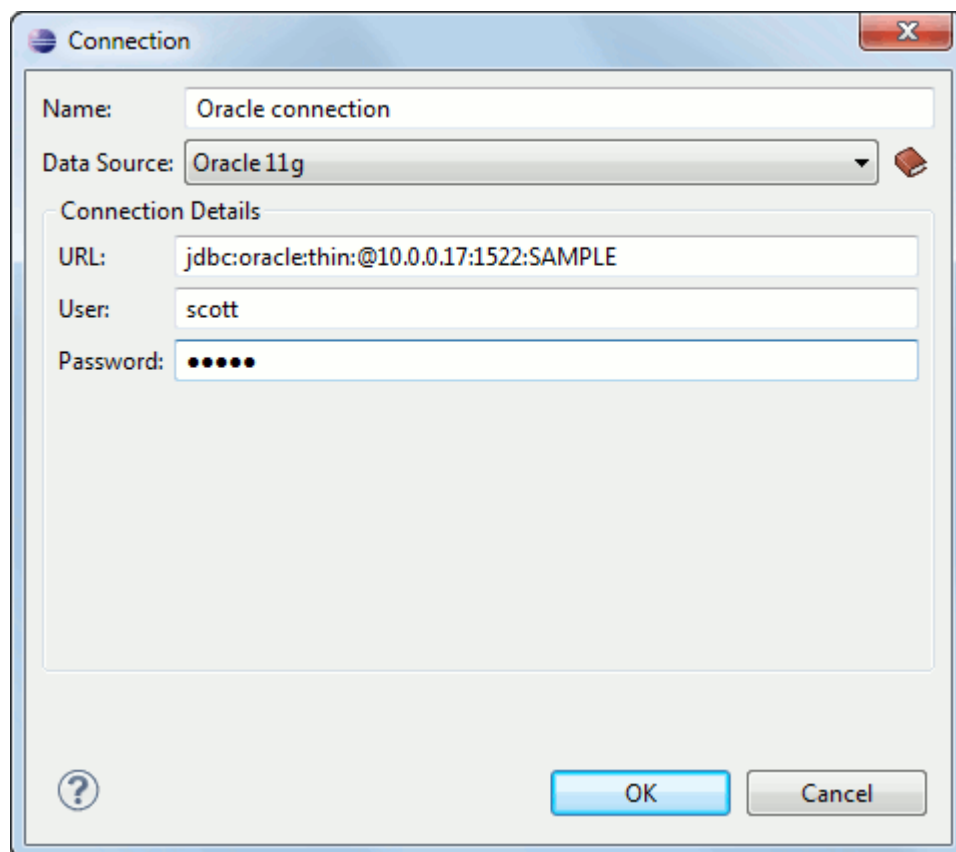 Connection
Name: Oracle connection
Data Source: Oracle 11g
Connection Details
URL: jdbc:oracle:thin:@10.0.0.17:1522:SAMPLE
User: scott
Password: •••••
? OK Cancel